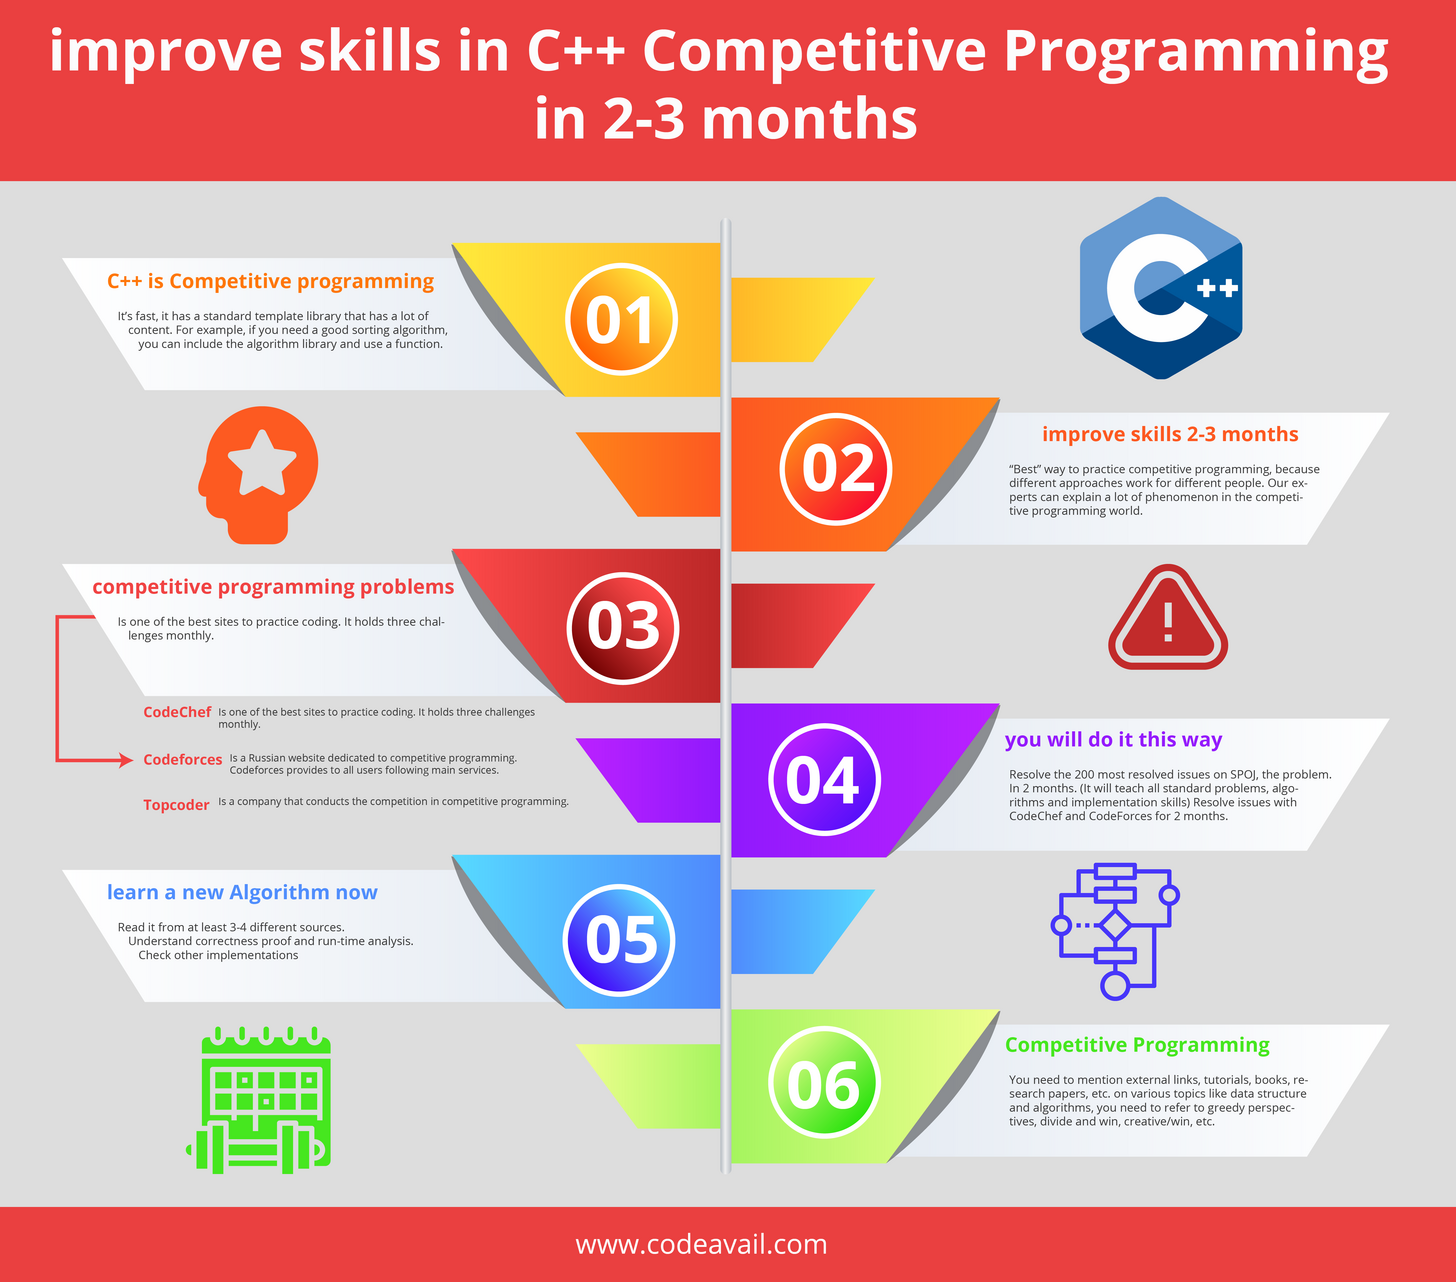 improve skills in C++ Competitive Programming
in 2-3 months
C++ is Competitive programming
It's fast, it has a standard template library that has a lot of
content. For example, if you need a good sorting algorithm,
you can include the algorithm library and use a function.
01
C++
02
improve skills 2-3 months
“Best” way to practice competitive programming, because
different approaches work for different people. Our ex-
perts can explain a lot of phenomenon in the competi-
tive programming world.
competitive programming problems
Is one of the best sites to practice coding. It holds three chal-
lenges monthly.
03
CodeChef Is one of the best sites to practice coding. It holds three challenges
monthly.
Codeforces Is a Russian website dedicated to competitive programming.
Codeforces provides to all users following main services.
Topcoder Is a company that conducts the competition in competitive programming.
04
you will do it this way
Resolve the 200 most resolved issues on SPOJ, the problem.
In 2 months. (It will teach all standard problems, algo-
rithms and implementation skills) Resolve issues with
CodeChef and CodeForces for 2 months.
learn a new Algorithm now
Read it from at least 3-4 different sources.
Understand correctness proof and run-time analysis.
Check other implementations
05
06
Competitive Programming
You need to mention external links, tutorials, books, re-
search papers, etc. on various topics like data structure
and algorithms, you need to refer to greedy perspec-
tives, divide and win, creative/win, etc.
www.codeavail.com